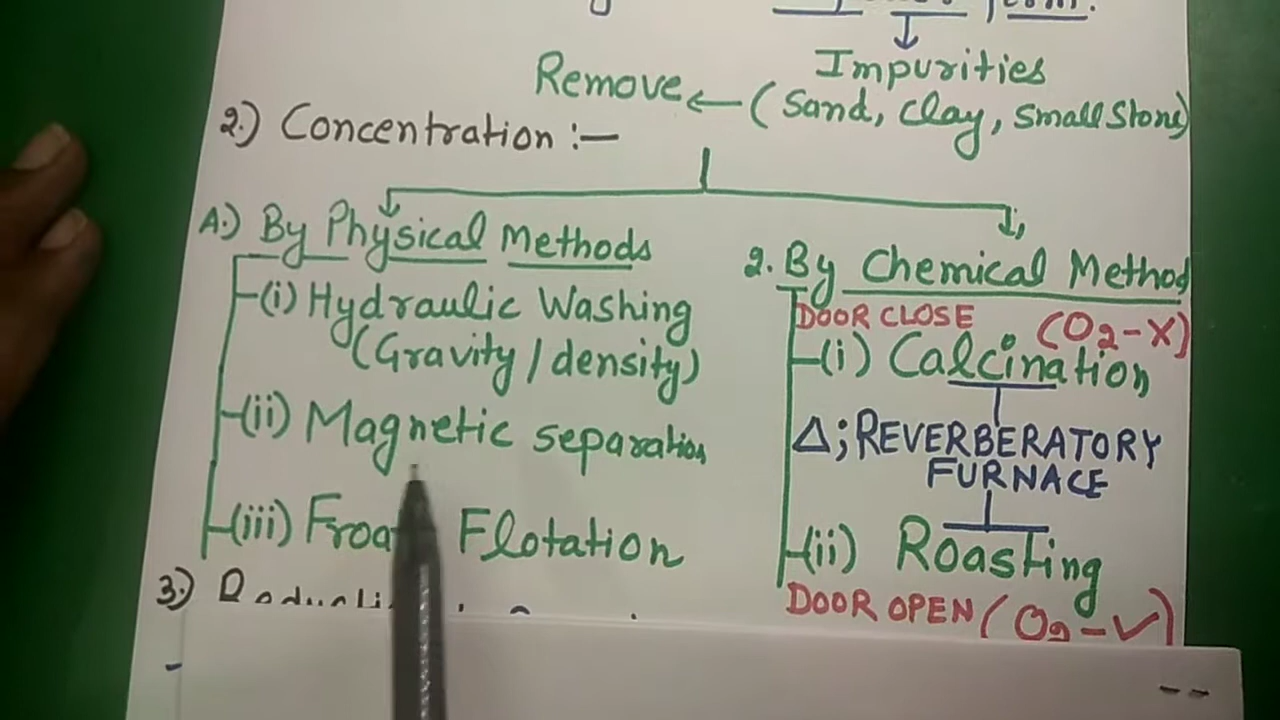 Impurities
Remove ← (Sand, Clay, Small Stone)
2.) Concentration :—
A.) By Physical Methods
(i) Hydraulic Washing
(Gravity / density)
(ii) Magnetic separation
(iii) Flotation
2. By Chemical Method
DOOR CLOSE (O2-X)
(i) Calcination
Δ; REVERBERATORY
FURNACE
(ii) Roasting
DOOR OPEN (O2-✓)
3.)